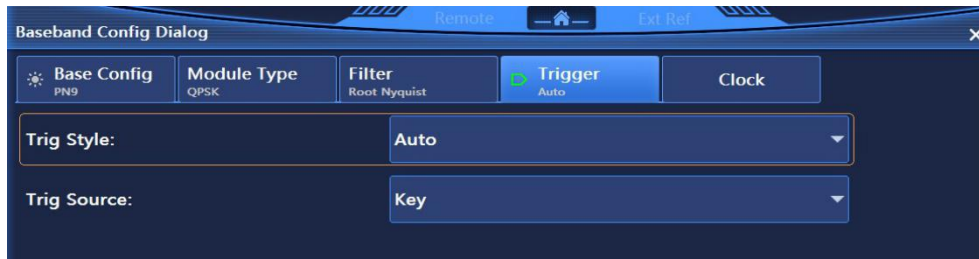 Remote
Ext Ref
Baseband Config Dialog
Base Config
PN9
Module Type
QPSK
Filter
Root Nyquist
Trigger
Auto
Clock
Trig Style:
Auto
Trig Source:
Key